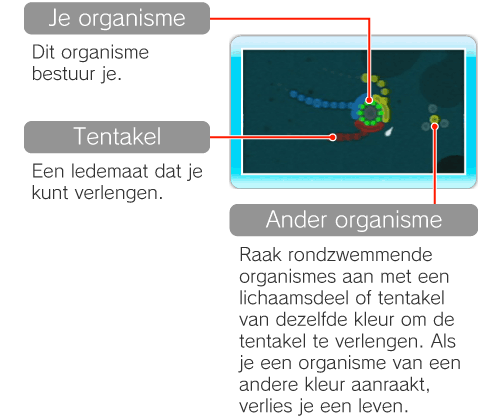 Je organisme
Dit organisme
bestuur je.
Tentakel
Een ledemaat dat je
kunt verlengen.
Ander organisme
Raak rondzwemmende
organismes aan met een
lichaamsdeel of tentakel
van dezelfde kleur om de
tentakel te verlengen. Als
je een organisme van een
andere kleur aanraakt,
verlies je een leven.